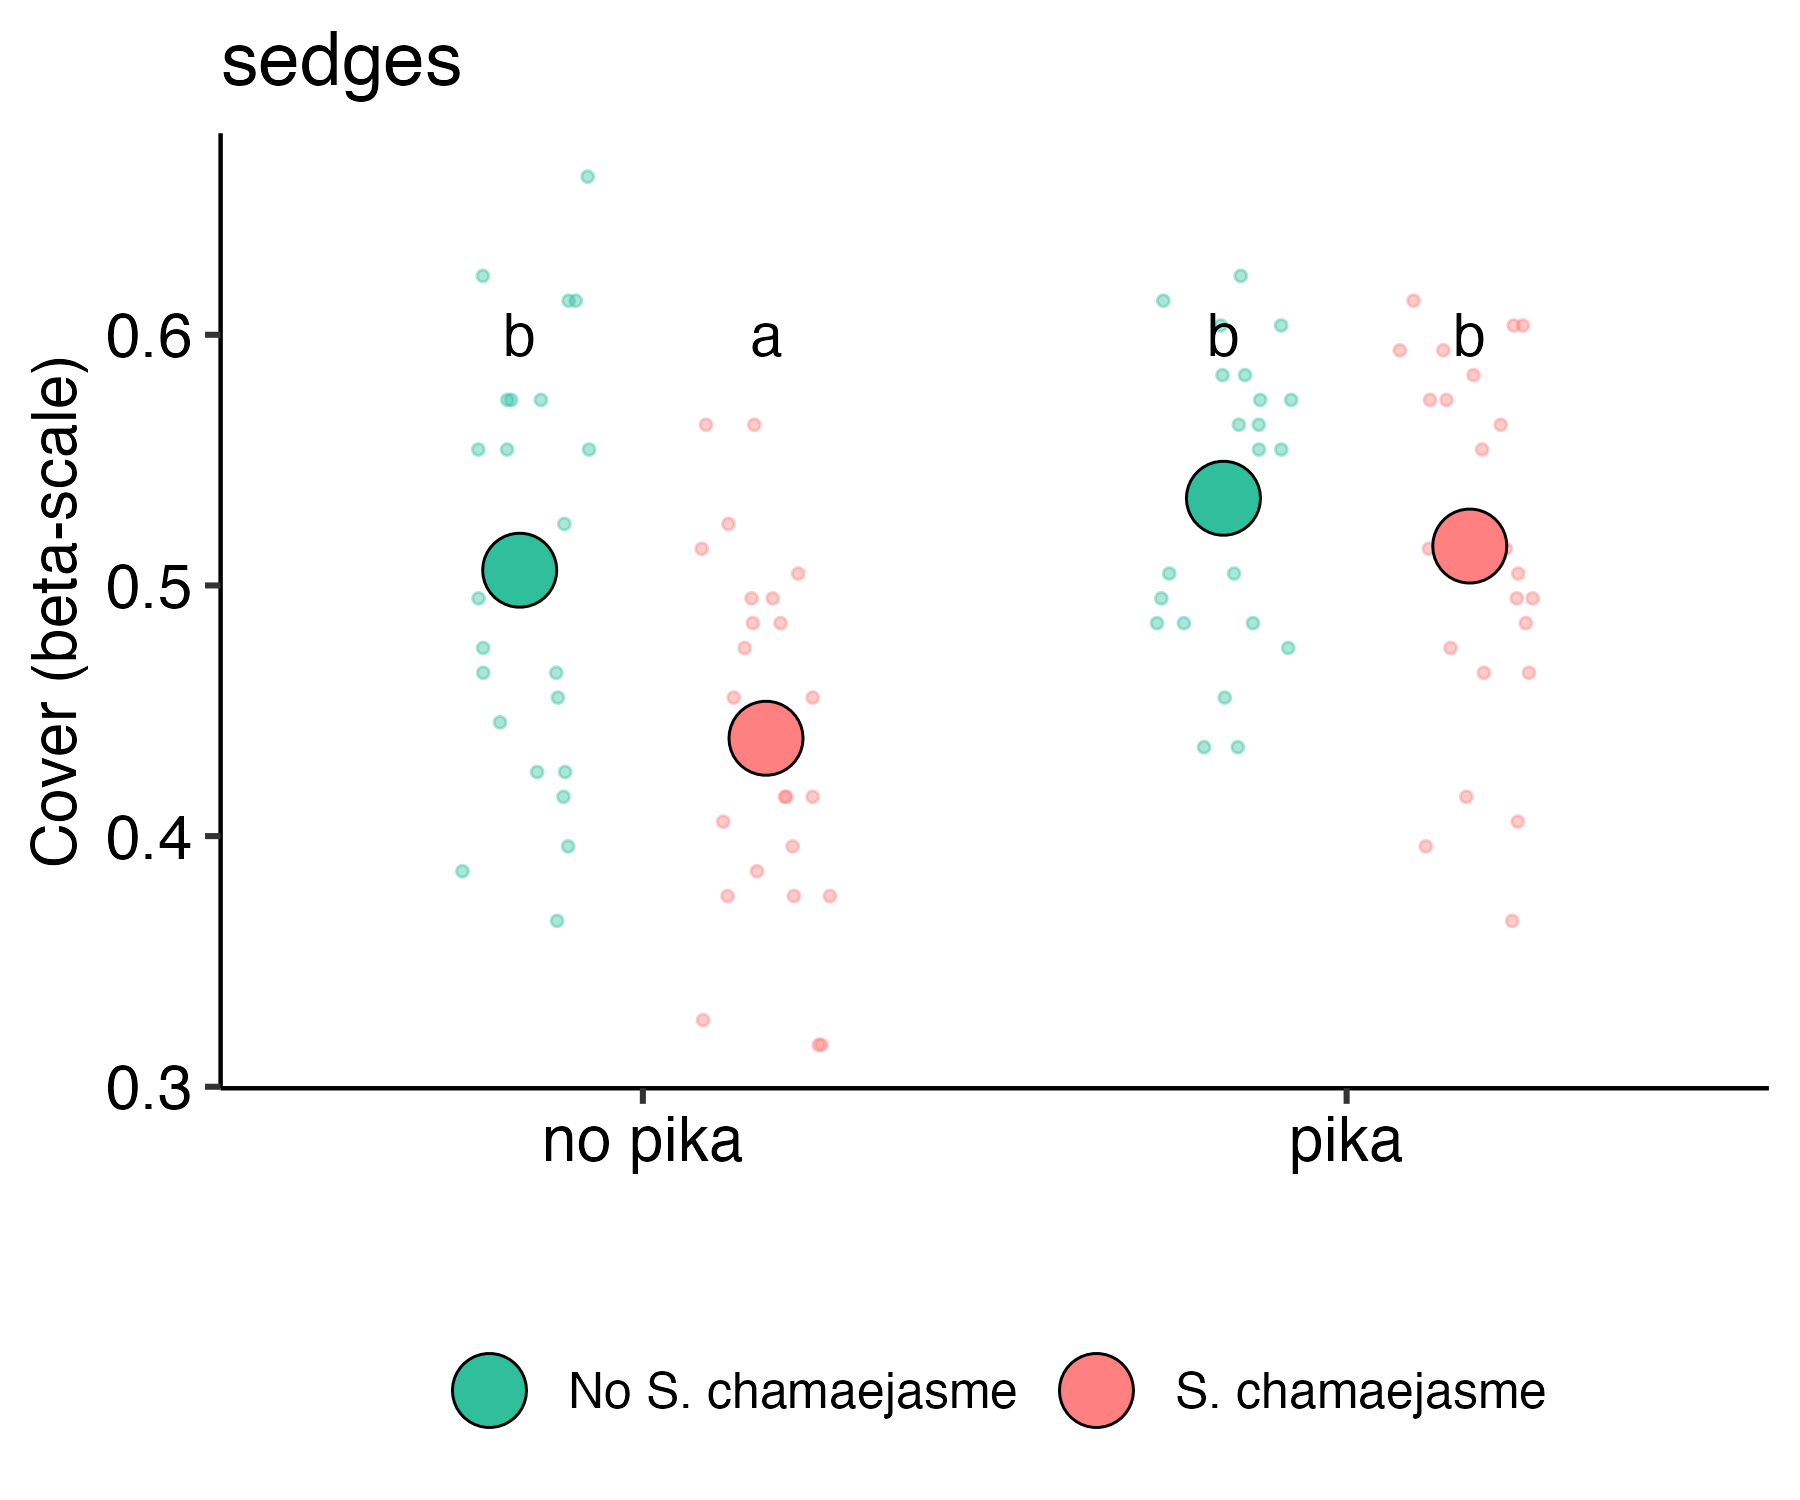 sedges
Cover (beta-scale)
0.6
0.5
0.4
0.3
b a b b
no pika pika
No S. chamaejasme S. chamaejasme